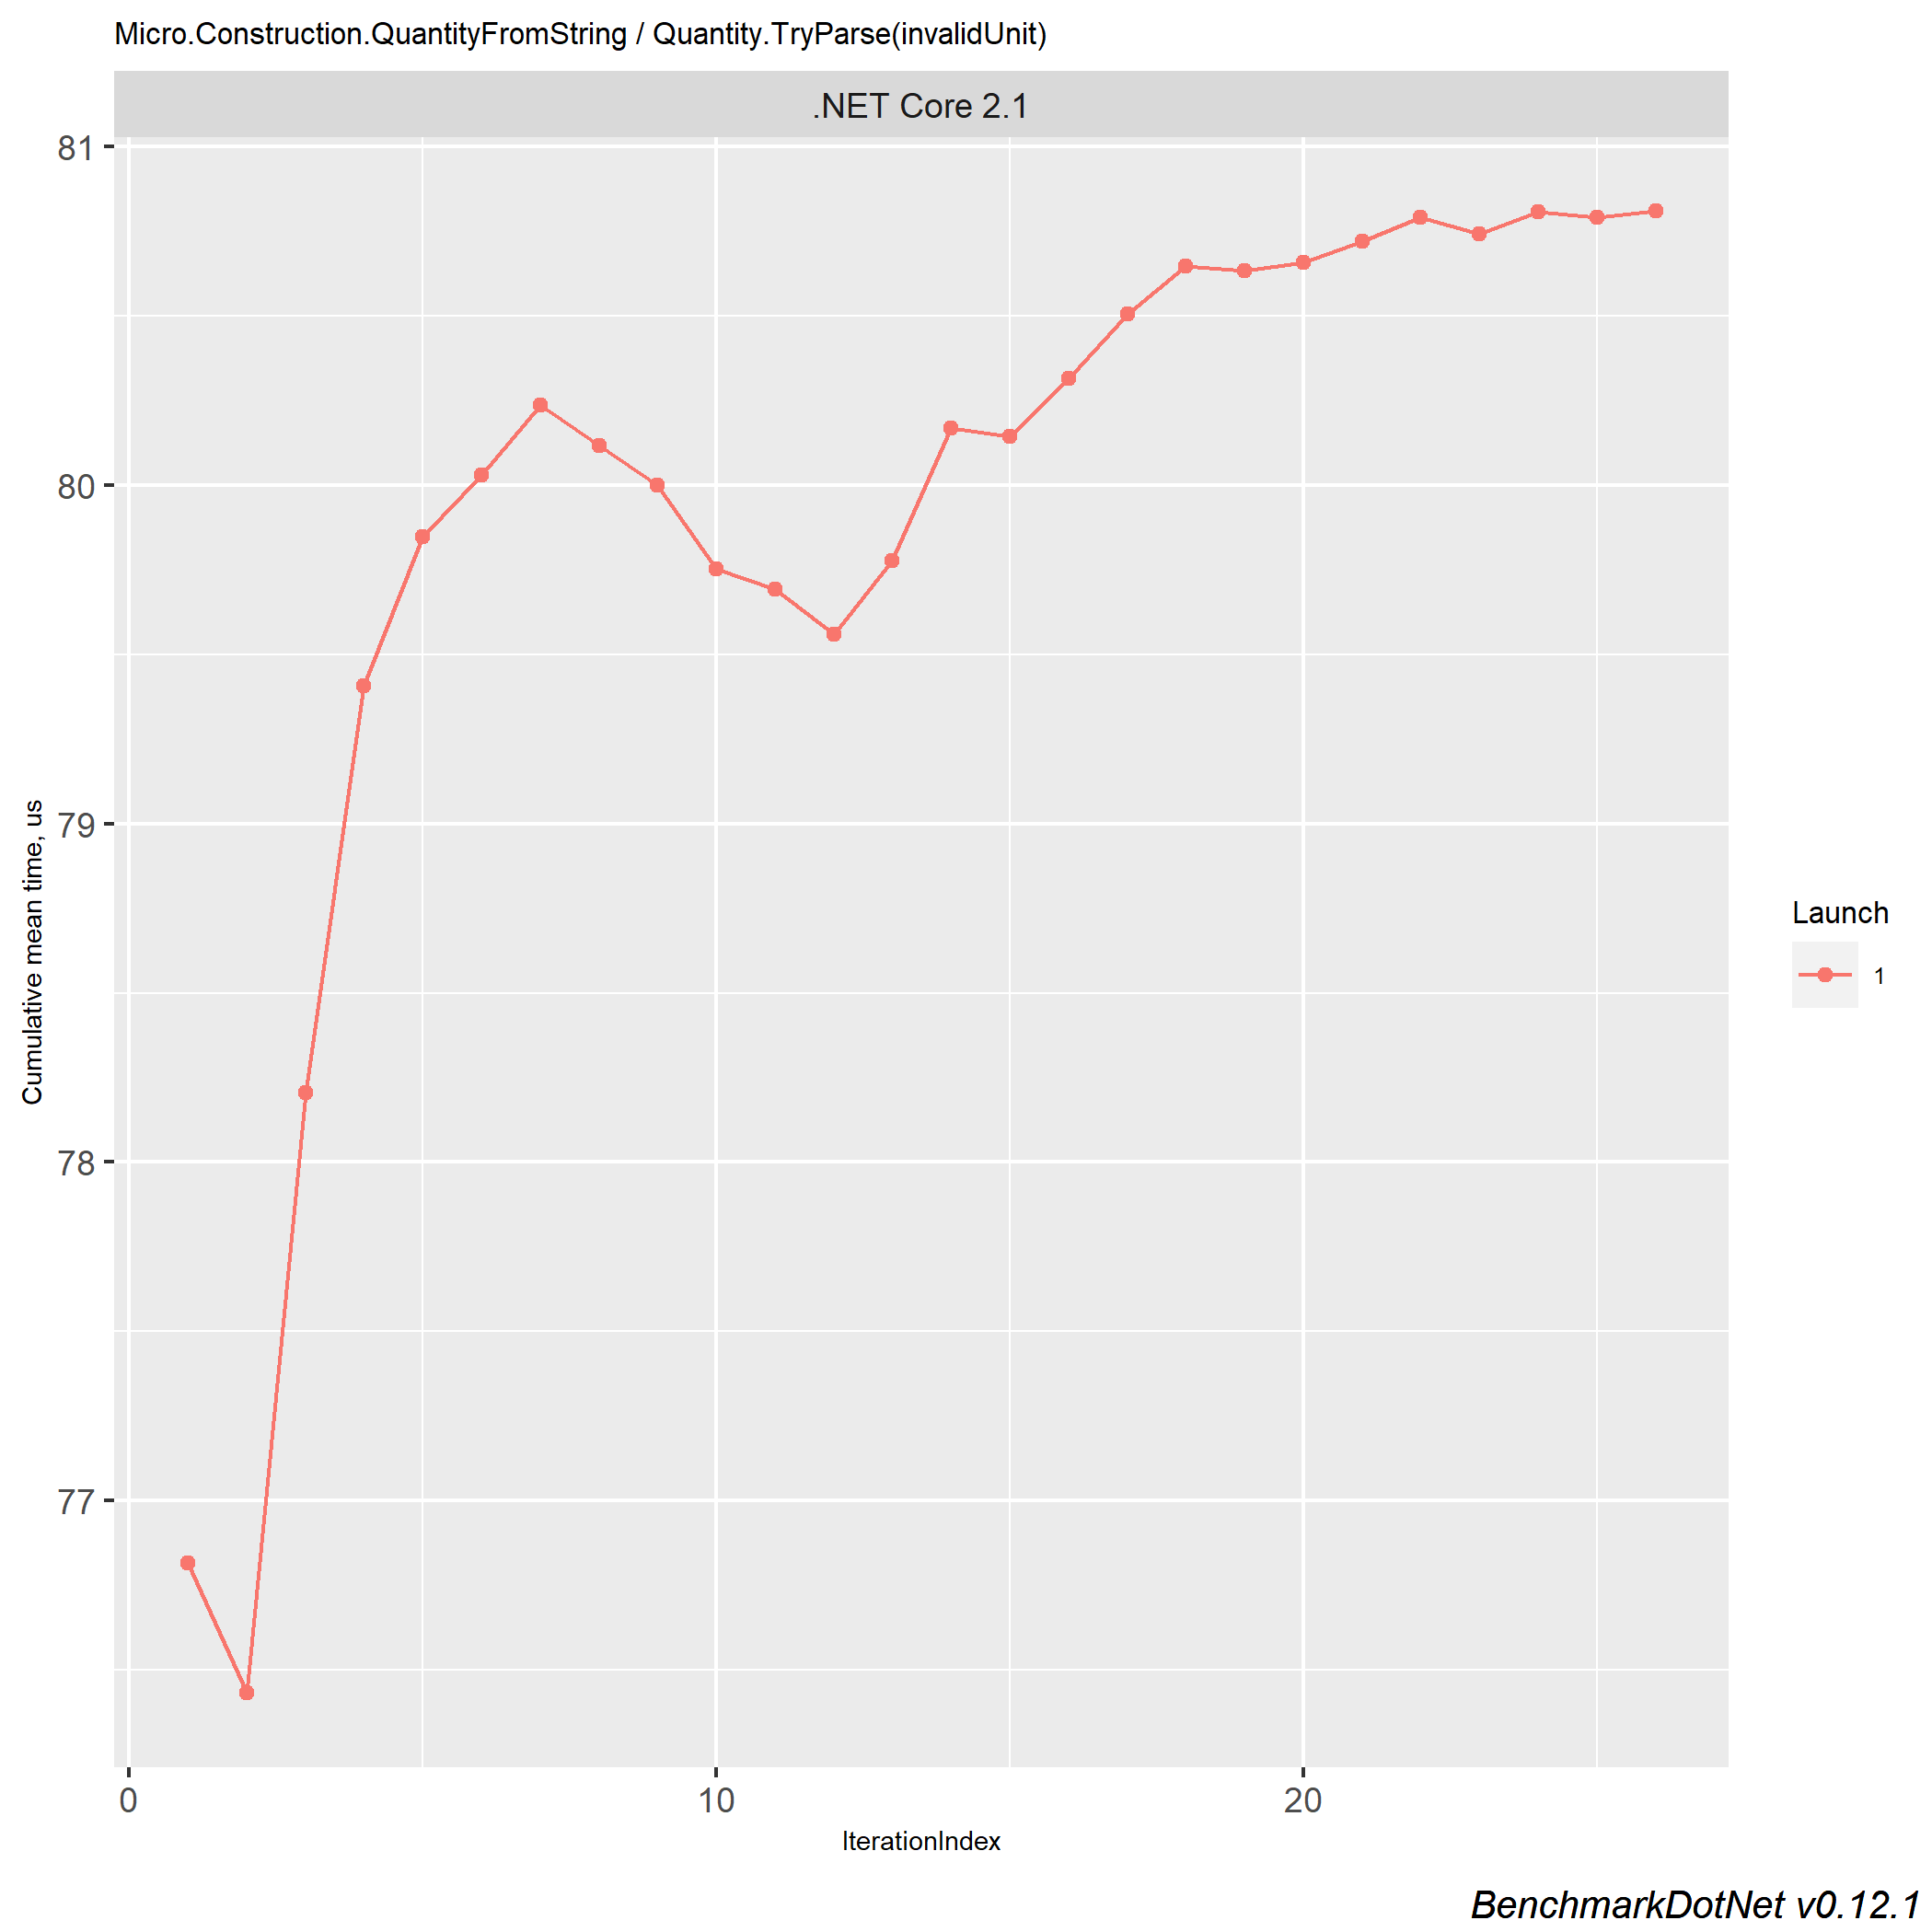 Micro.Construction.QuantityFromString / Quantity.TryParse(invalidUnit)
.NET Core 2.1
81
80
79
78
77
Cumulative mean time, us
0
10
20
IterationIndex
Launch
1
BenchmarkDotNet v0.12.1